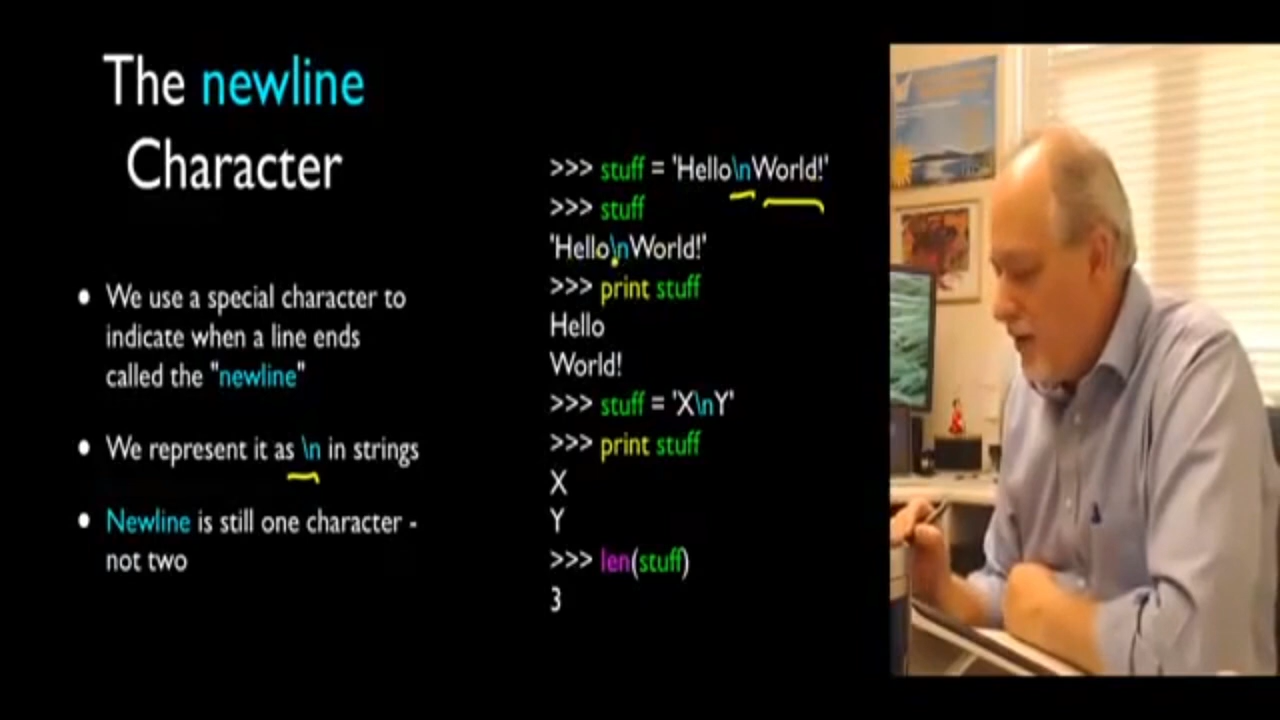 The newline
Character
We use a special character to
indicate when a line ends
called the "newline"
We represent it as \n in strings
Newline is still one character -
not two
>>> stuff = 'Hello\nWorld!'
>>> stuff
'Hello\nWorld!'
>>> print stuff
Hello
World!
>>> stuff = 'X\nY'
>>> print stuff
X
Y
>>> len(stuff)
3